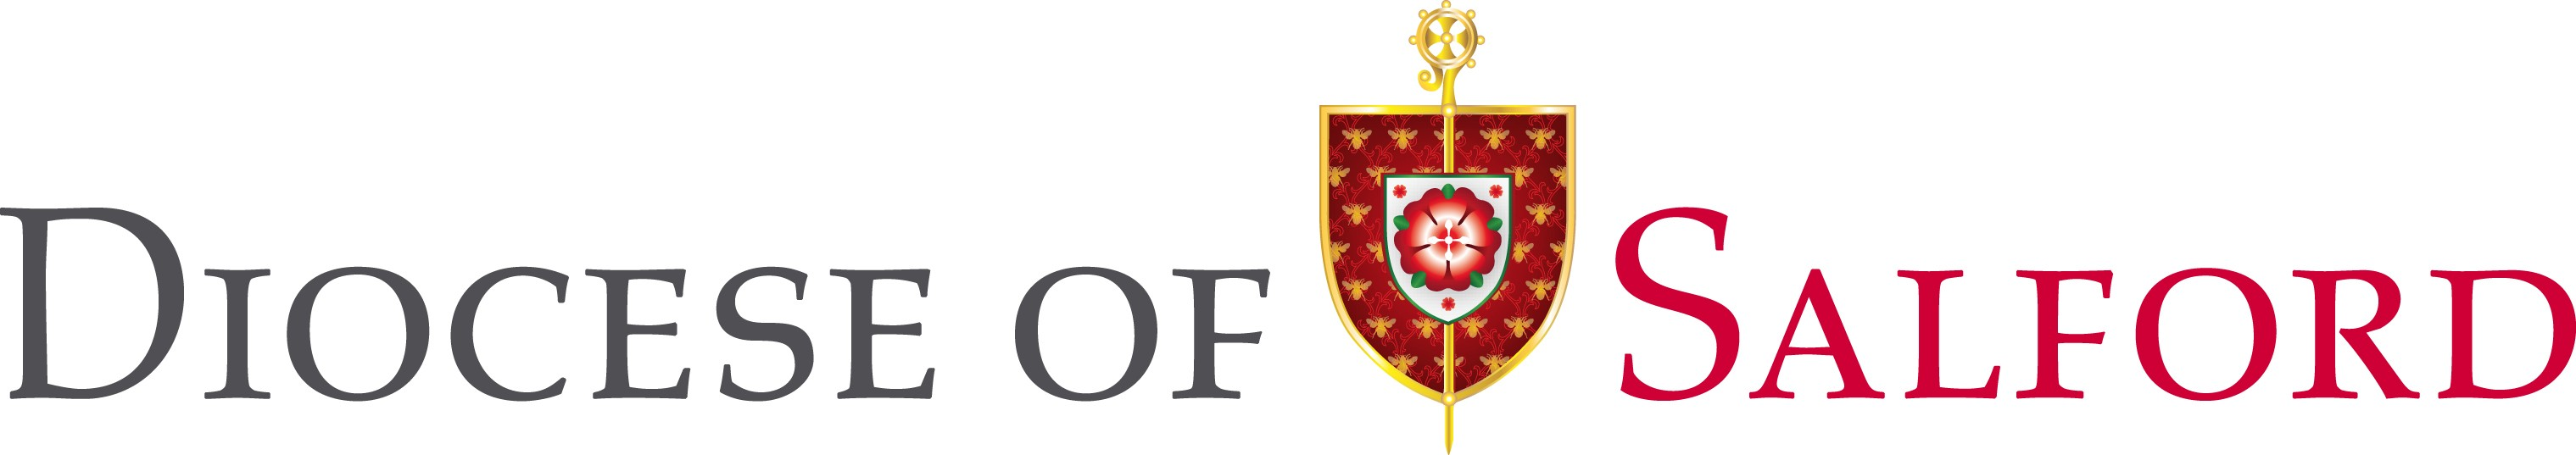 DIOCESE OF SALFORD